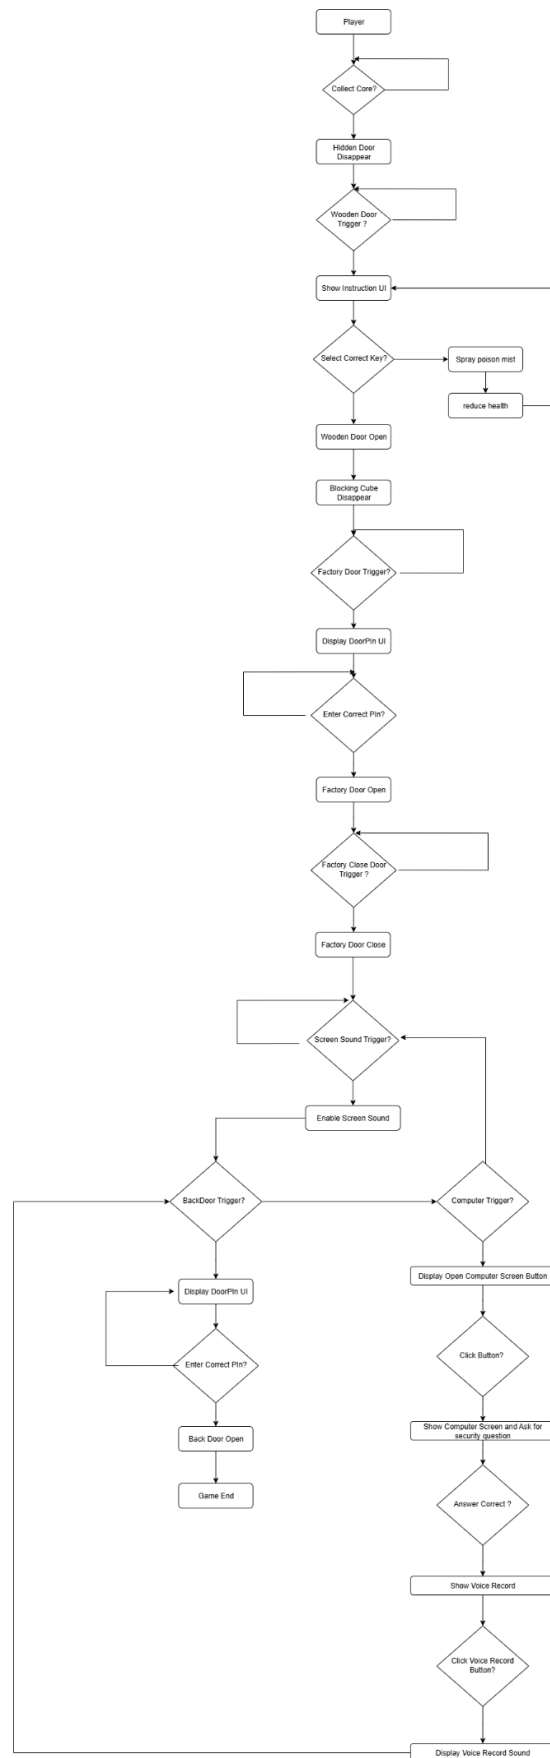 Player
Collect Core?
Hidden Door
Disappear
Wooden Door
Trigger ?
Show Instruction UI
Select Correct Key?
Spray poison mist
reduce health
Wooden Door Open
Blocking Cube
Disappear
Factory Door Trigger?
Display DoorPin UI
Enter Correct Pin?
Factory Door Open
Factory Close Door
Trigger ?
Factory Door Close
Screen Sound Trigger?
Enable Screen Sound
BackDoor Trigger?
Computer Trigger?
Display Open Computer Screen Button
Display DoorPin UI
Click Button?
Enter Correct Pin?
Show Computer Screen and Ask for
security question
Back Door Open
Game End
Answer Correct ?
Show Voice Record
Click Voice Record
Button?
Display Voice Record Sound